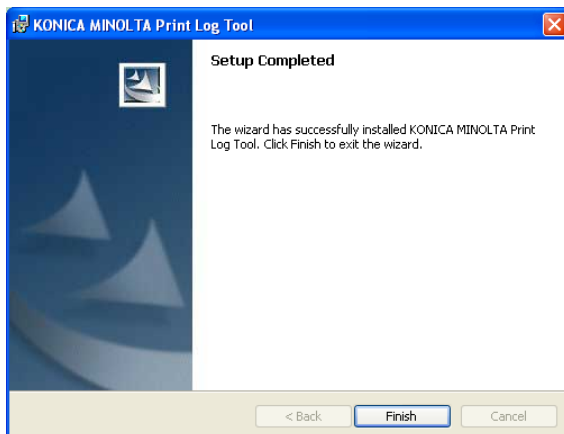 KONICA MINOLTA Print Log Tool
Setup Completed
The wizard has successfully installed KONICA MINOLTA Print
Log Tool. Click Finish to exit the wizard.
< Back Finish Cancel